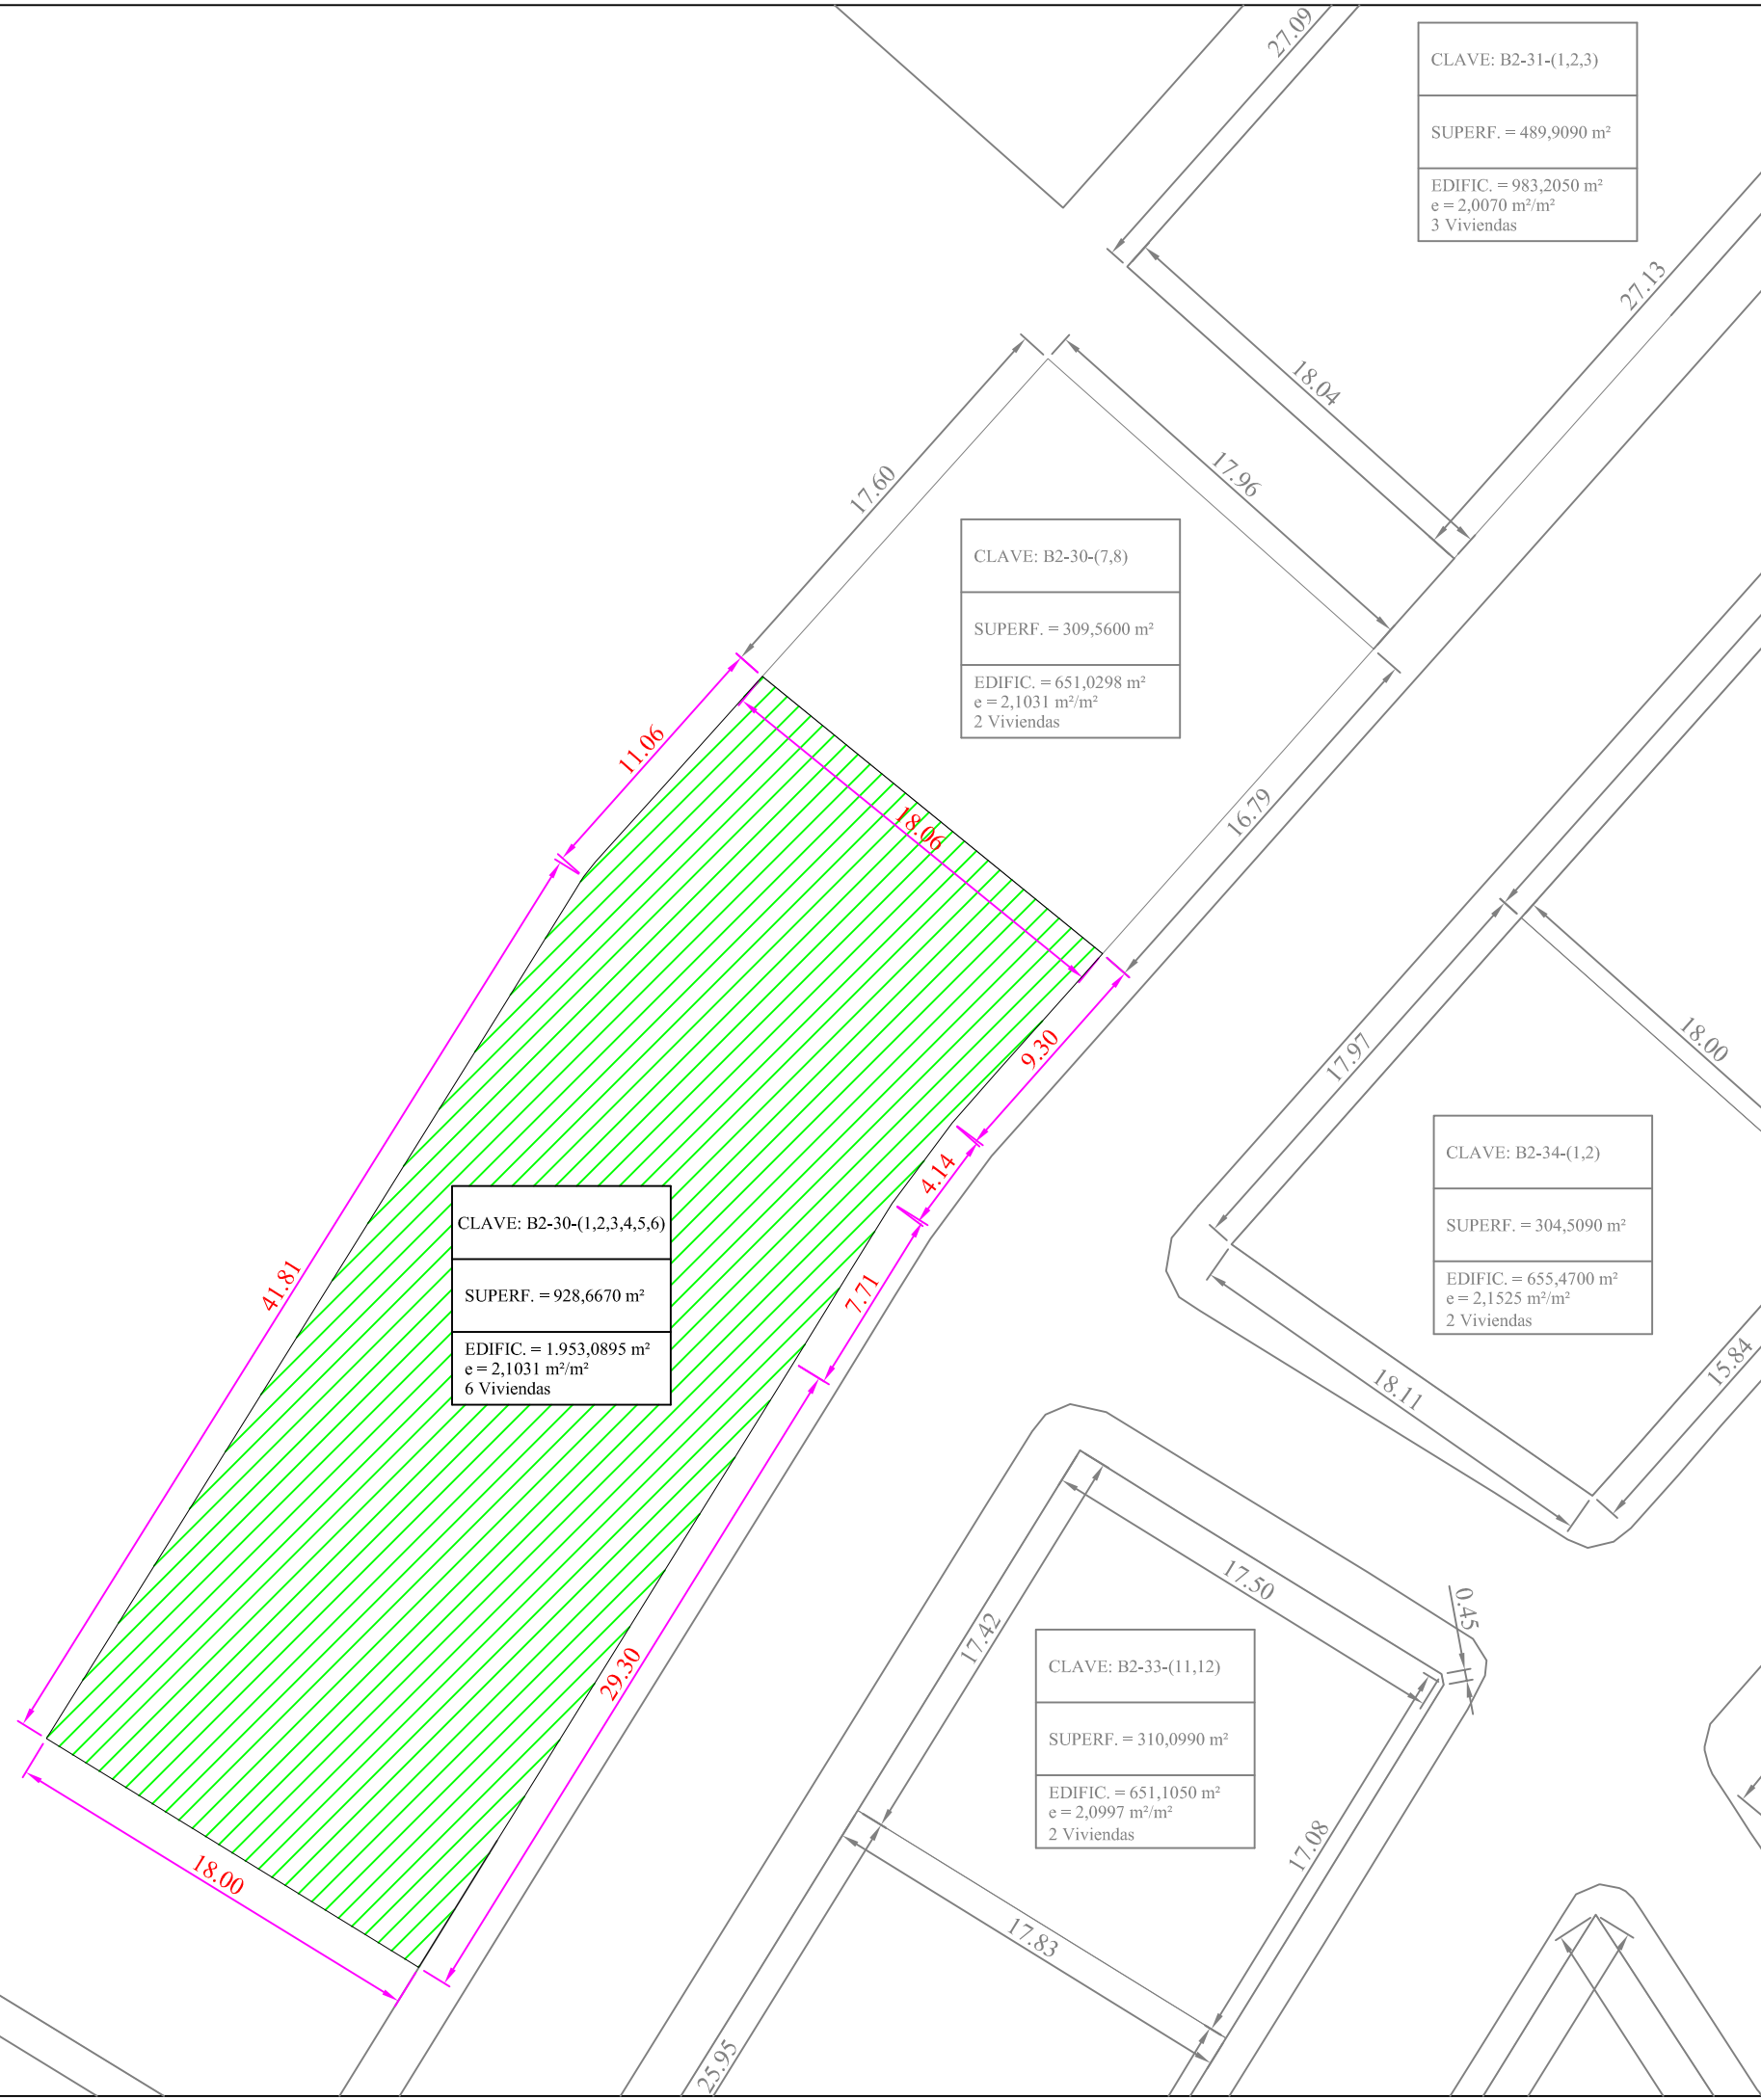 27.09
CLAVE: B2-31-(1,2,3)
SUPERF. = 489,9090 m²
EDIFIC. = 983,2050 m²
e = 2,0070 m²/m²
3 Viviendas
27.13
18.04
17.96
17.60
CLAVE: B2-30-(7,8)
SUPERF. = 309,5600 m²
EDIFIC. = 651,0298 m²
e = 2,1031 m²/m²
2 Viviendas
11.06
18.06
16.79
9.30
17.97
18.00
4.14
CLAVE: B2-34-(1,2)
SUPERF. = 304,5090 m²
EDIFIC. = 655,4700 m²
e = 2,1525 m²/m²
2 Viviendas
CLAVE: B2-30-(1,2,3,4,5,6)
SUPERF. = 928,6670 m²
EDIFIC. = 1.953,0895 m²
e = 2,1031 m²/m²
6 Viviendas
41.81
7.71
15.84
18.11
17.50
0.45
17.42
29.30
CLAVE: B2-33-(11,12)
SUPERF. = 310,0990 m²
EDIFIC. = 651,1050 m²
e = 2,0997 m²/m²
2 Viviendas
17.08
18.00
17.83
25.95